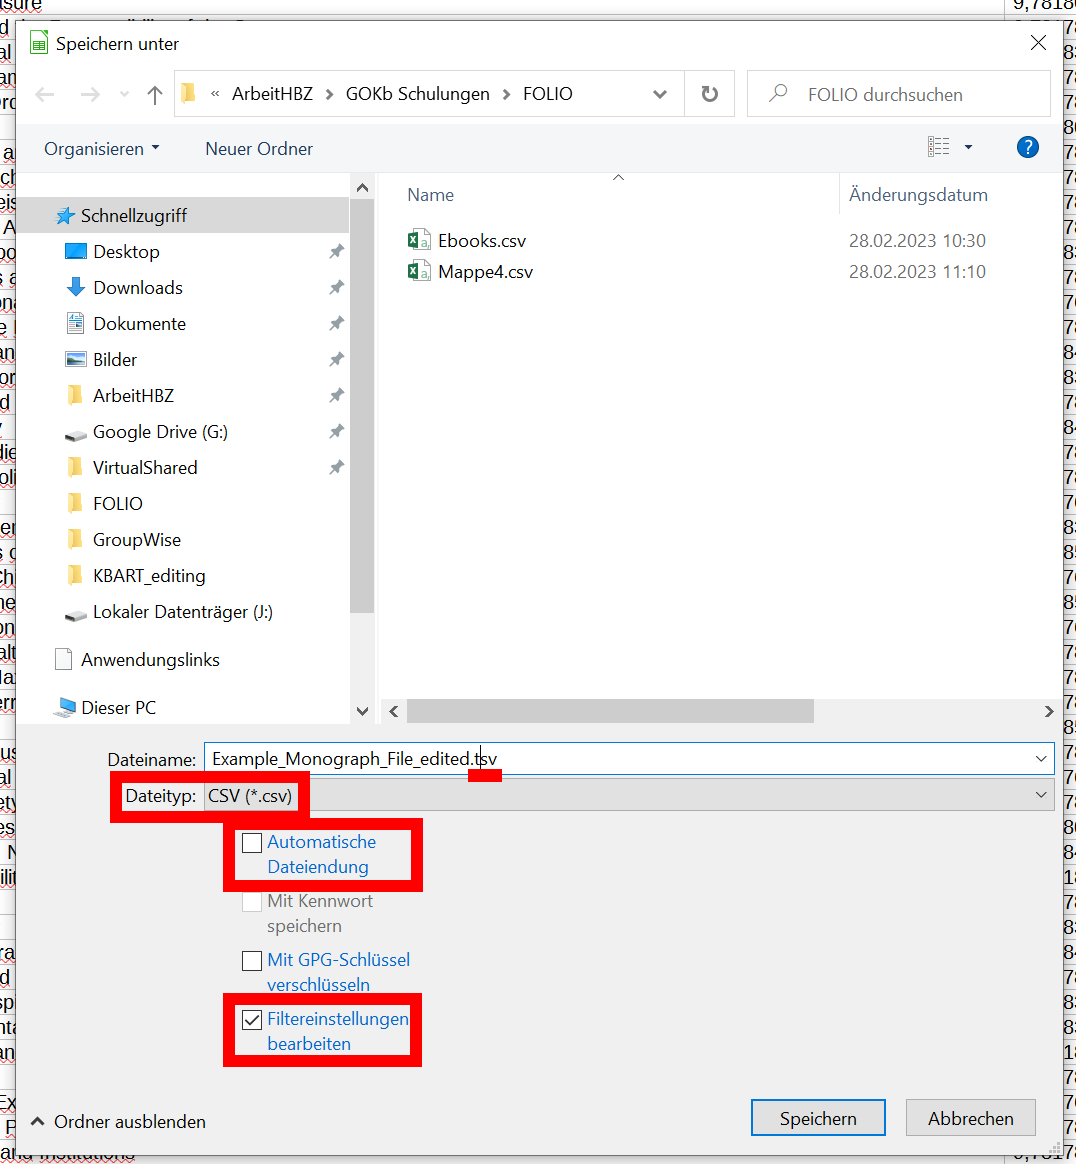 Speichern unter
« ArbeitHBZ > GOKb Schulungen > FOLIO
FOLIO durchsuchen
Organisieren
Neuer Ordner
?
Name
Änderungsdatum
Schnellzugriff
Desktop
Downloads
Dokumente
Bilder
ArbeitHBZ
Google Drive (G:)
VirtualShared
FOLIO
GroupWise
KBART_editing
Lokaler Datenträger (J:)
Anwendungslinks
Dieser PC
Ebooks.csv
28.02.2023 10:30
Mappe4.csv
28.02.2023 11:10
Dateiname: Example_Monograph_File_edited.tsv
Dateityp: CSV (*.csv)
Automatische
Dateiendung
Mit Kennwort
speichern
Mit GPG-Schlüssel
verschlüsseln
Filtereinstellungen
bearbeiten
Ordner ausblenden
Speichern
Abbrechen